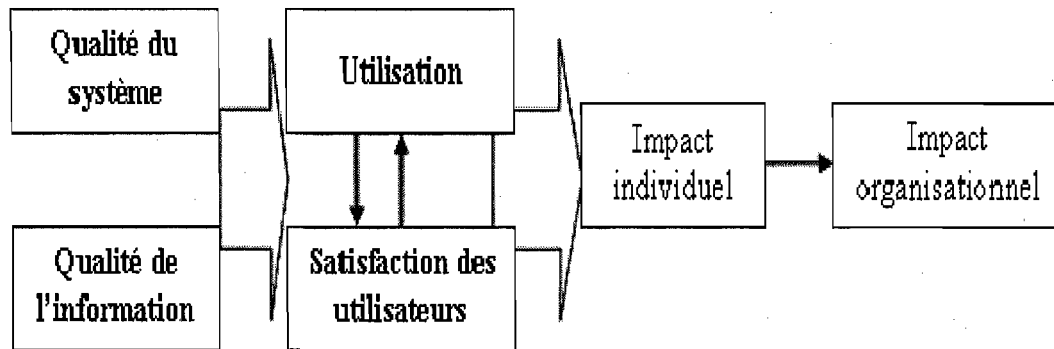 Qualité du
système
Qualité de
l'information
Utilisation
Satisfaction des
utilisateurs
Impact
individuel
Impact
organisationnel